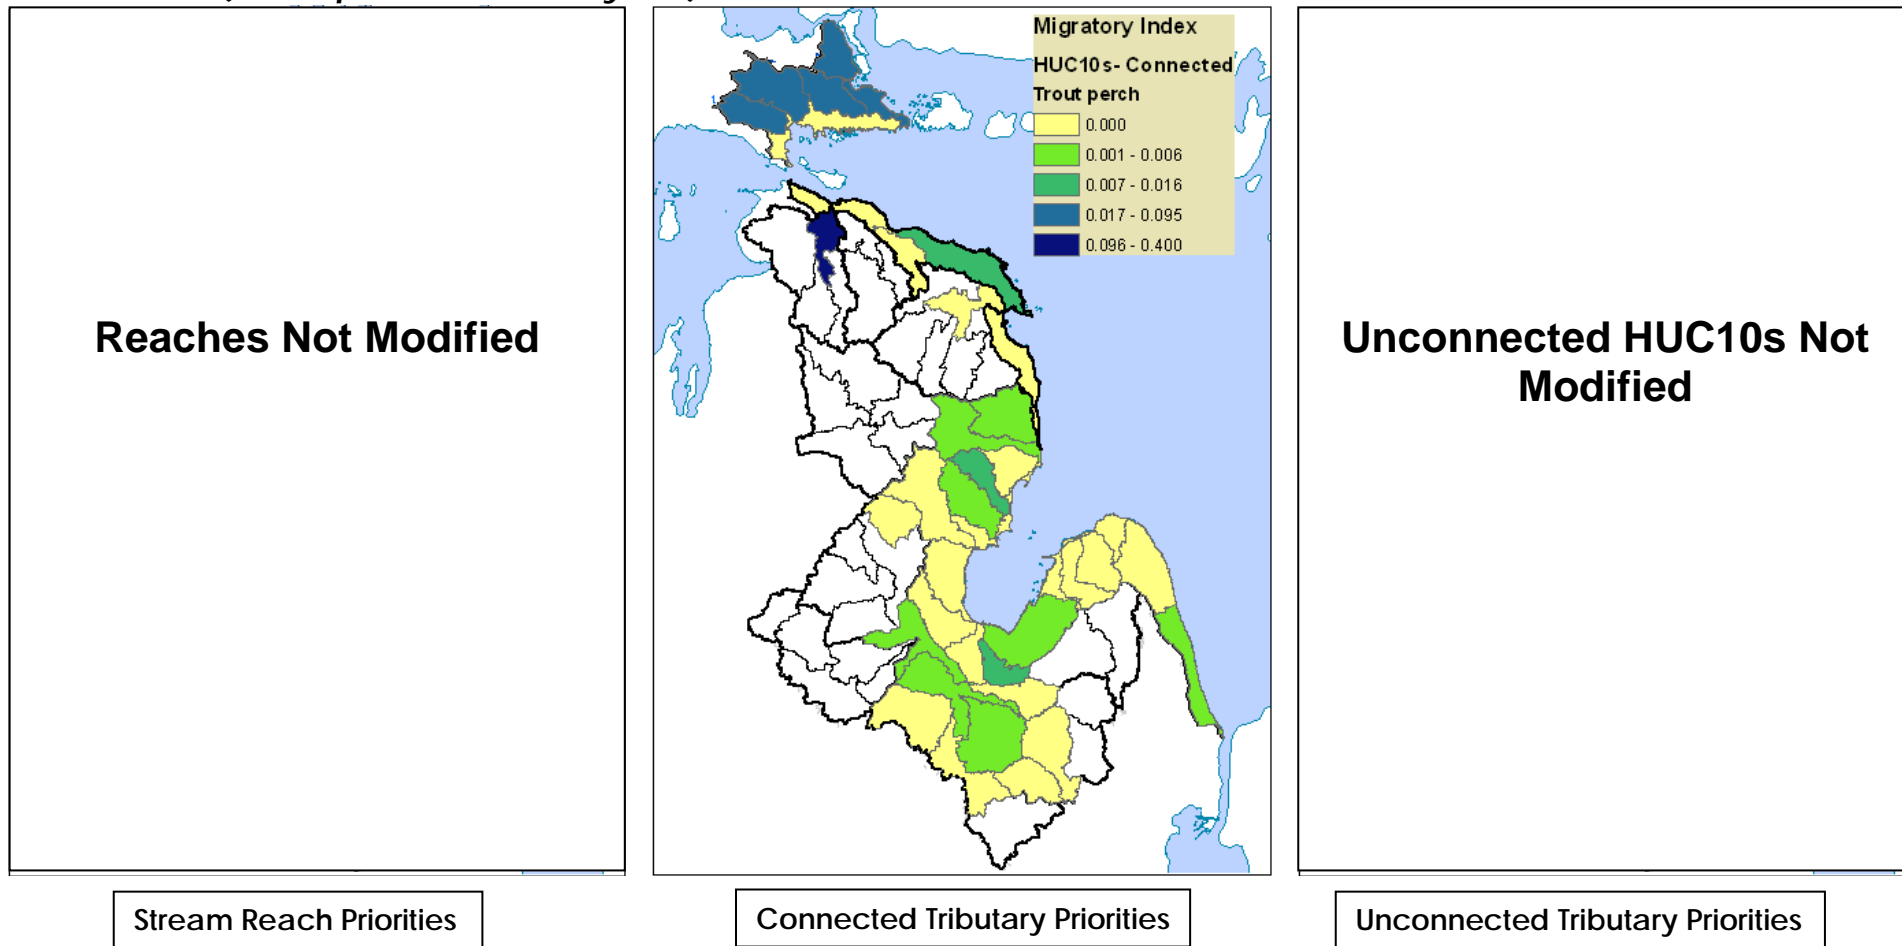 Reaches Not Modified
Migratory Index
HUC10s- Connected
Trout perch
0.000
0.001 - 0.006
0.007 - 0.016
0.017 - 0.095
0.096 - 0.400
Unconnected HUC10s Not
Modified
Stream Reach Priorities
Connected Tributary Priorities
Unconnected Tributary Priorities